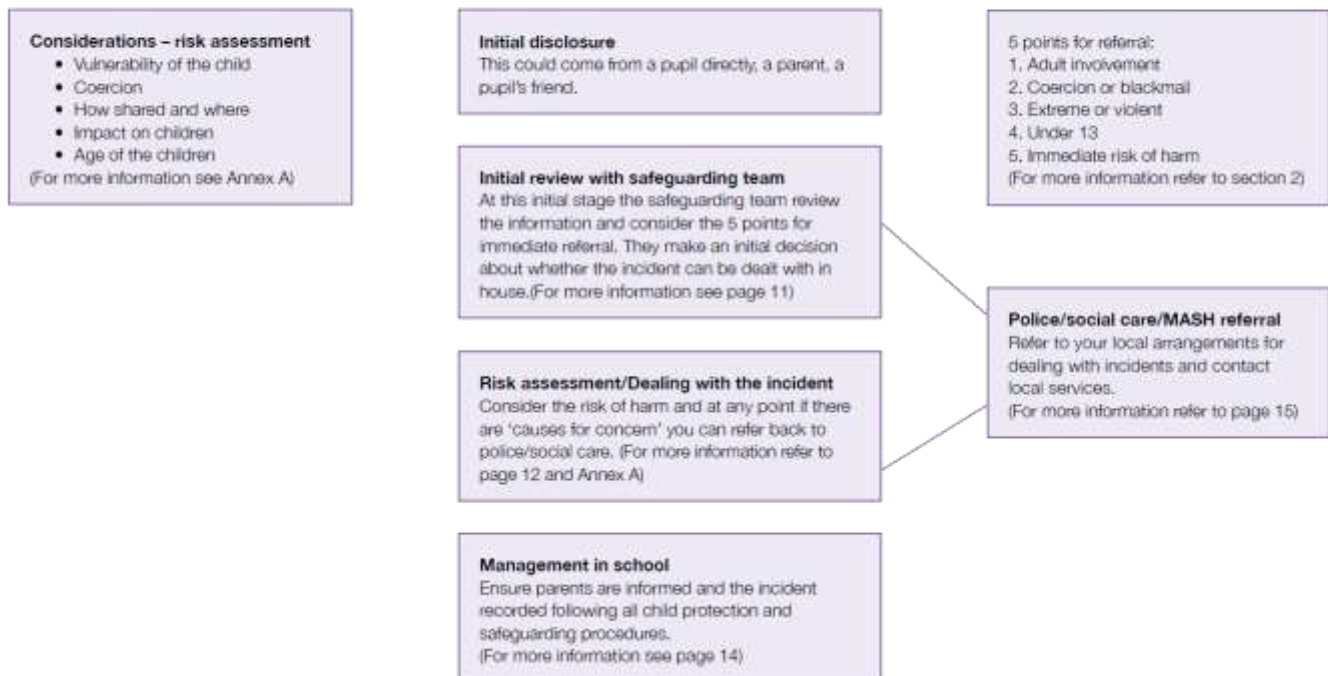 Considerations – risk assessment
• Vulnerability of the child
• Coercion
• How shared and where
• Impact on children
• Age of the children
(For more information see Annex A)
Initial disclosure
This could come from a pupil directly, a parent, a
pupil's friend.
5 points for referral:
1. Adult involvement
2. Coercion or blackmail
3. Extreme or violent
4. Under 13
5. Immediate risk of harm
(For more information refer to section 2)
Initial review with safeguarding team
At this initial stage the safeguarding team review
the information and consider the 5 points for
immediate referral. They make an initial decision
about whether the incident can be dealt with in
house.(For more information see page 11)
Police/social care/MASH referral
Refer to your local arrangements for
dealing with incidents and contact
local services.
(For more information refer to page 15)
Risk assessment/Dealing with the incident
Consider the risk of harm and at any point if there
are 'causes for concern' you can refer back to
police/social care. (For more information refer to
page 12 and Annex A)
Management in school
Ensure parents are informed and the incident
recorded following all child protection and
safeguarding procedures.
(For more information see page 14)